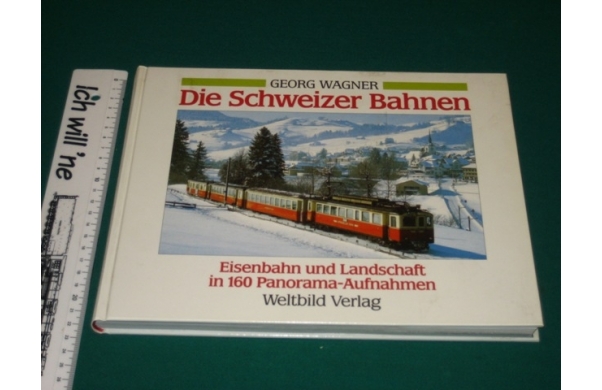 Ich will 'ne
GEORG WAGNER
Die Schweizer Bahnen
Eisenbahn und Landschaft
in 160 Panorama-Aufnahmen
Weltbild Verlag